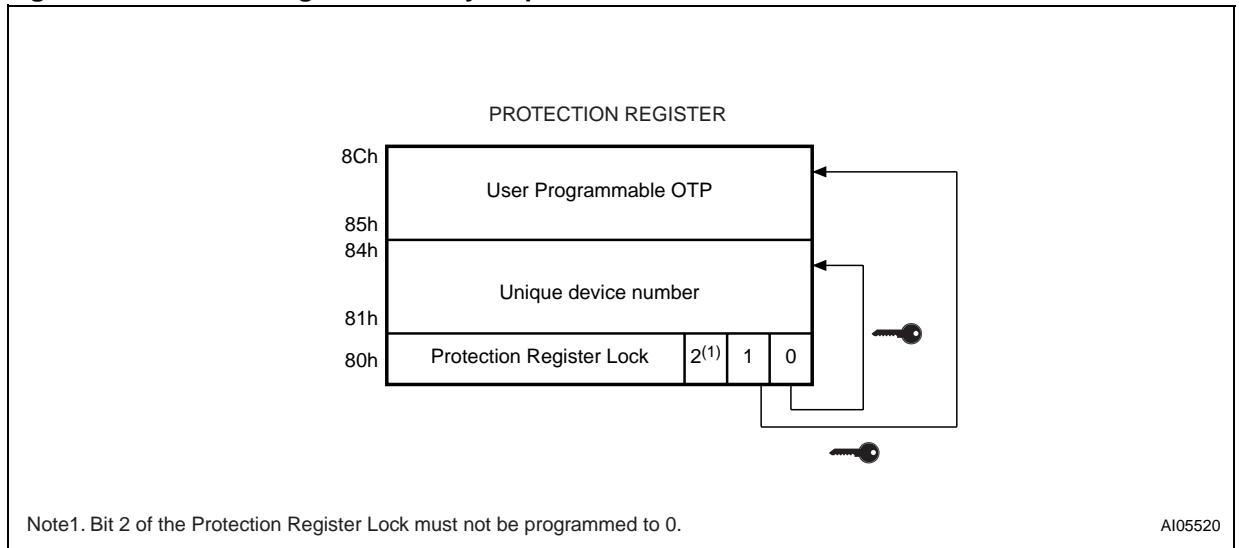 PROTECTION REGISTER
8Ch
User Programmable OTP
85h
84h
Unique device number
81h
80h Protection Register Lock 2(1) 1 0
Note1. Bit 2 of the Protection Register Lock must not be programmed to 0.
AI05520